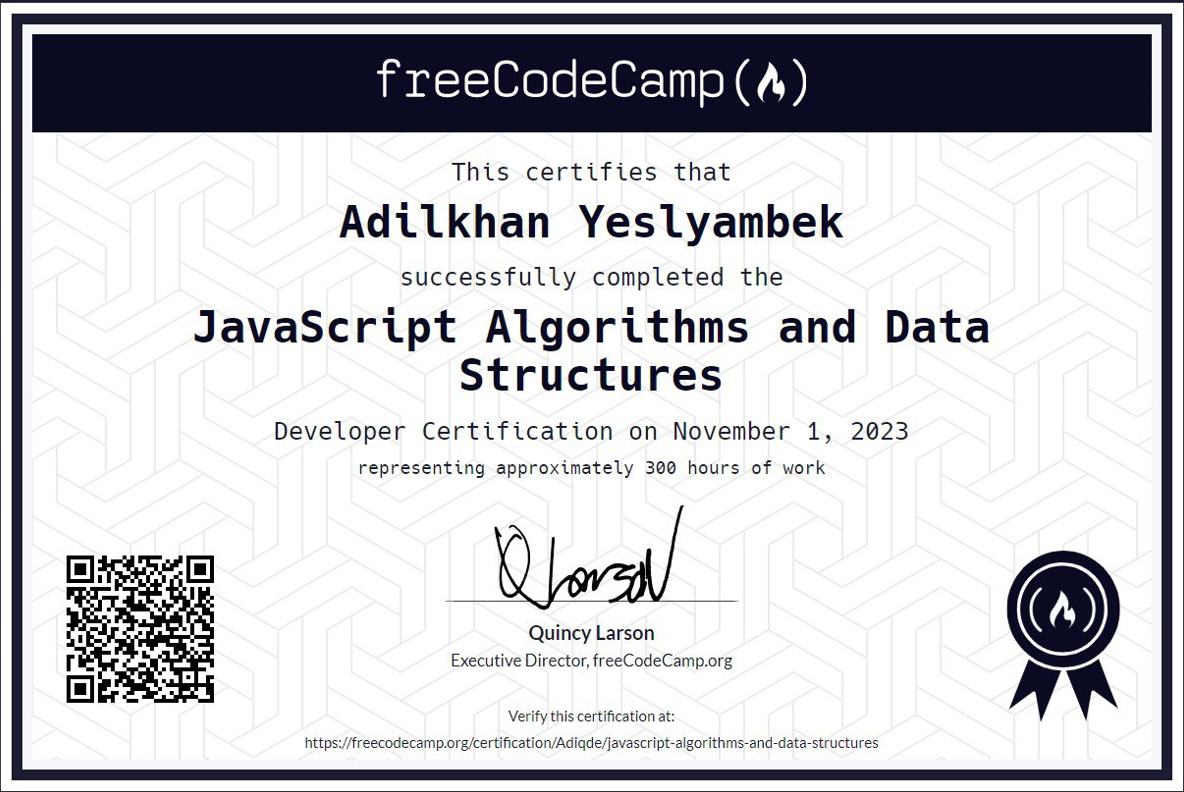 freeCodeCamp
This certifies that
Adilkhan Yeslyambek
successfully completed the
JavaScript Algorithms and Data
Structures
Developer Certification on November 1, 2023
representing approximately 300 hours of work
Q Larson
Quincy Larson
Executive Director, freeCodeCamp.org
Verify this certification at:
https://freecodecamp.org/certification/Adiqde/javascript-algorithms-and-data-structures